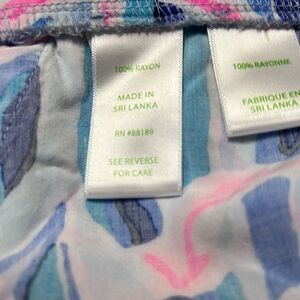 100% RAYON
MADE IN
SRI LANKA
RN #88189
SEE REVERSE
FOR CARE
100% RAYONNE
FABRIQUE EN
SRI LANKA